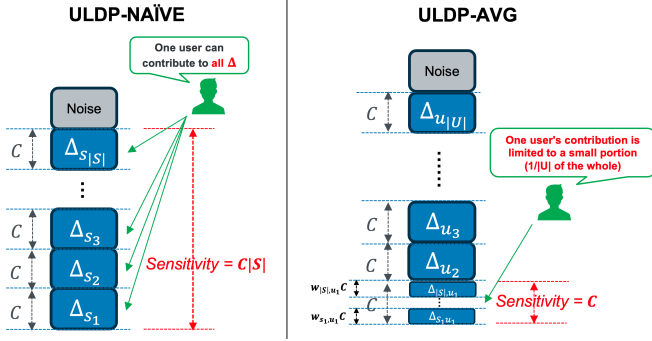 ULDP-NAÏVE
One user can
contribute to all Δ
Noise
C
Δ_{s_{|S|}}
C
Δ_{s_3}
C
Δ_{s_2}
C
Δ_{s_1}
Sensitivity = C|S|
ULDP-AVG
Noise
C
Δ_{u_{|U|}}
One user's contribution is
limited to a small portion
(1/|U| of the whole)
C
Δ_{u_3}
C
Δ_{u_2}
w_{|S|,u_1}C
Δ_{|S|,u_1}
C
Sensitivity = C
w_{s_1,u_1}C
Δ_{s_1 u_1}